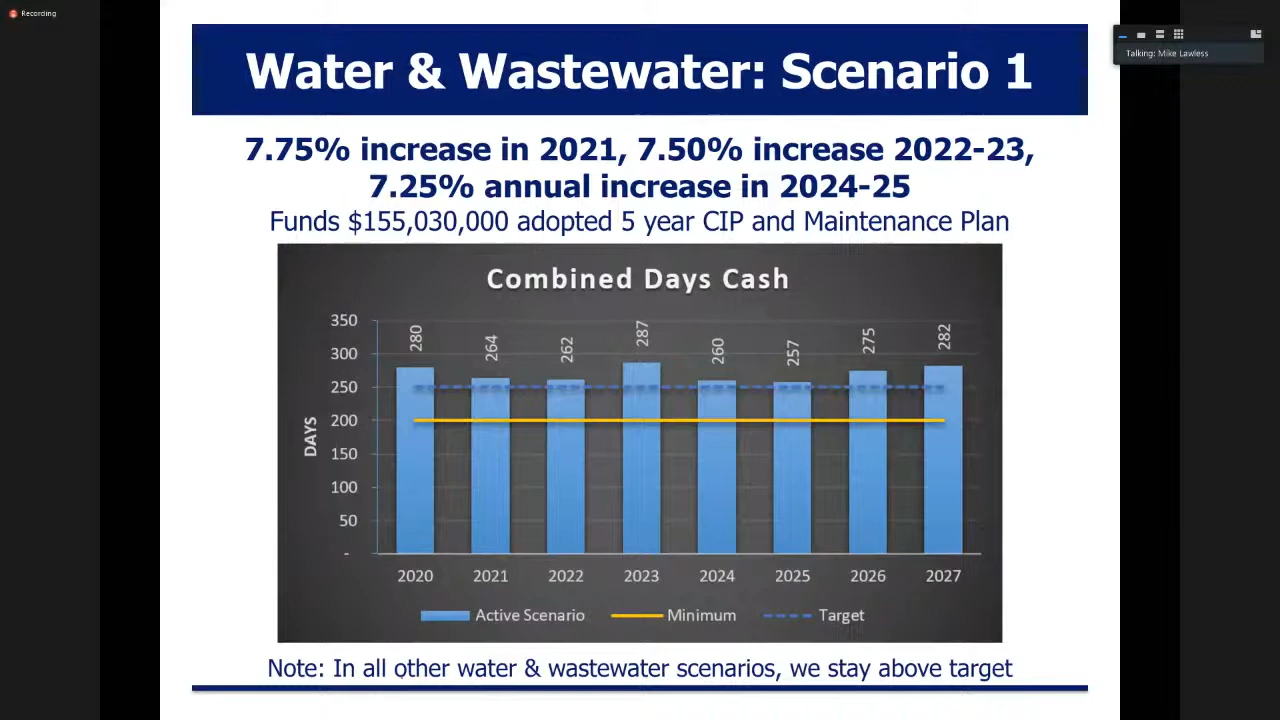 Recording
Talking: Mike Lawless
Water & Wastewater: Scenario 1
7.75% increase in 2021, 7.50% increase 2022-23,
7.25% annual increase in 2024-25
Funds $155,030,000 adopted 5 year CIP and Maintenance Plan
Combined Days Cash
DAYS
350
300
250
200
150
100
50
-
280
264
262
287
260
257
275
282
2020 2021 2022 2023 2024 2025 2026 2027
Active Scenario Minimum Target
Note: In all other water & wastewater scenarios, we stay above target